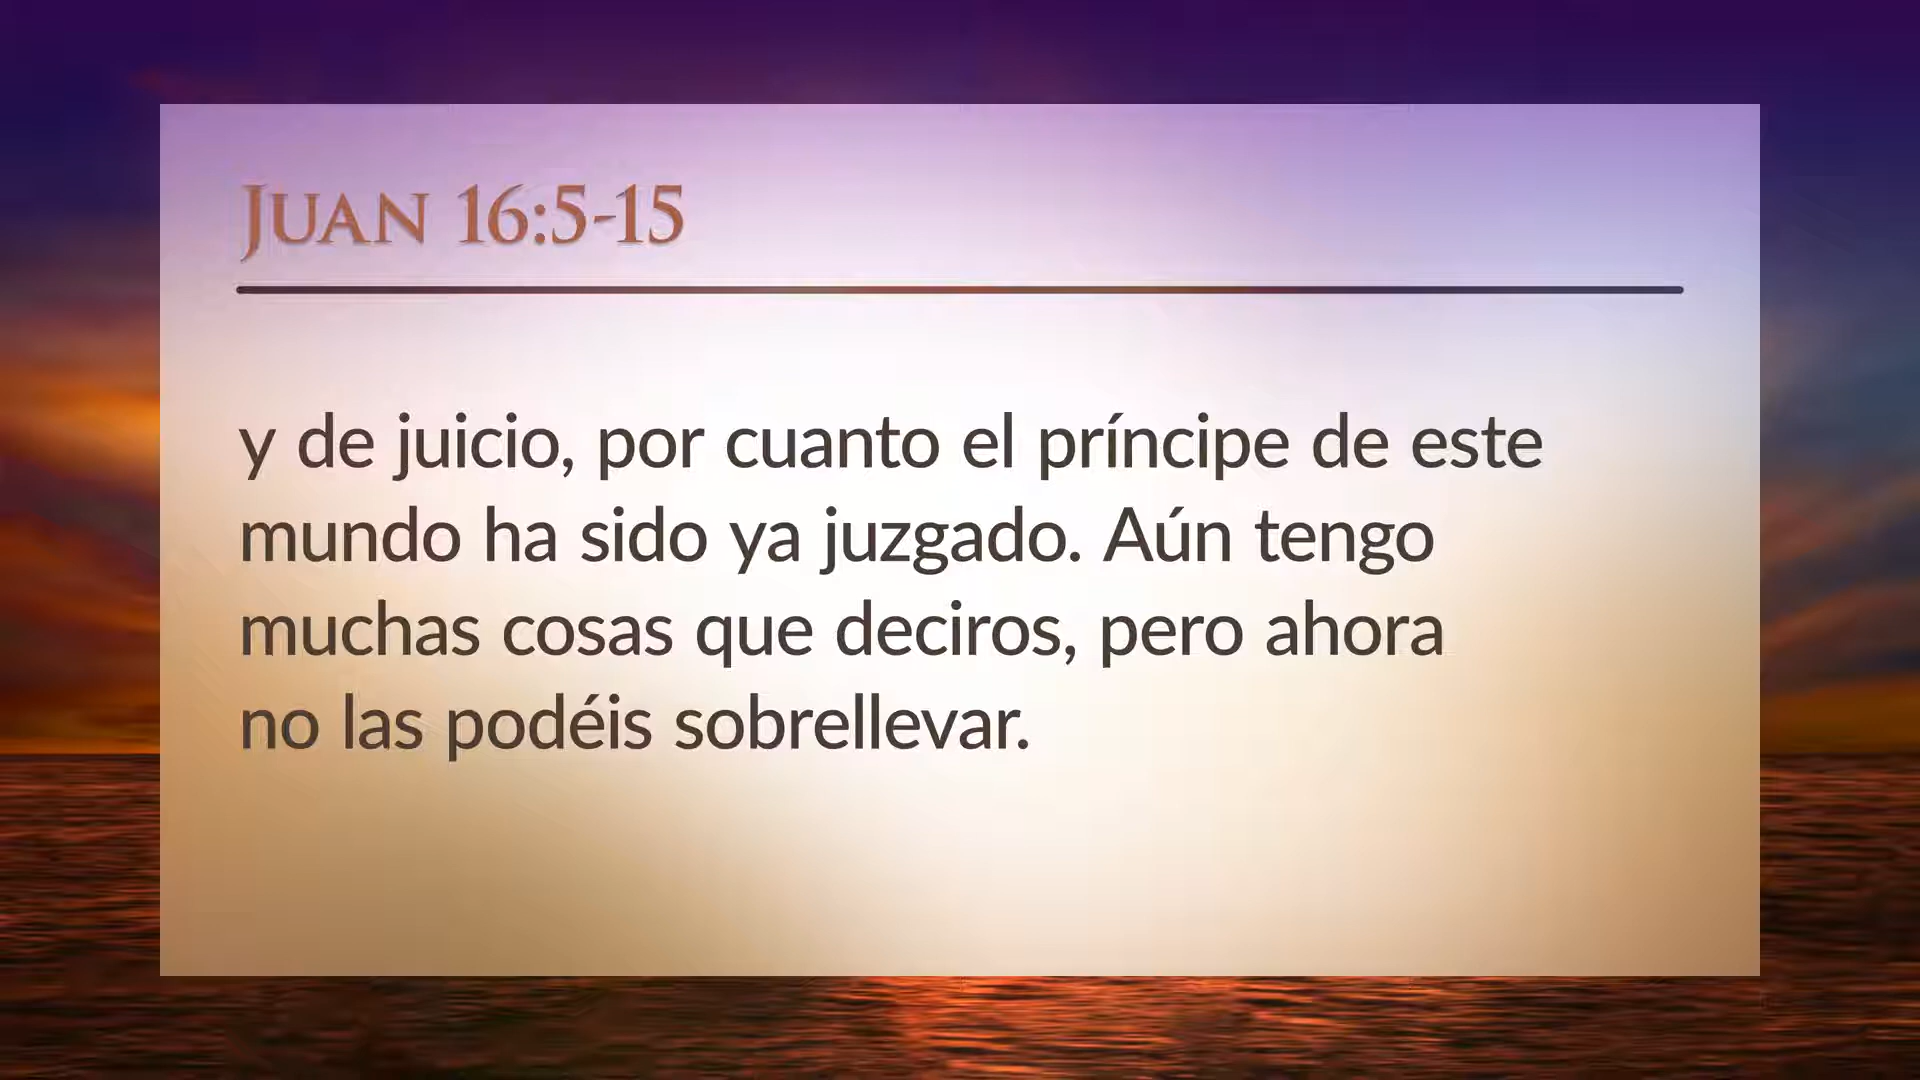 Juan 16:5-15
y de juicio, por cuanto el príncipe de este
mundo ha sido ya juzgado. Aún tengo
muchas cosas que deciros, pero ahora
no las podéis sobrellevar.